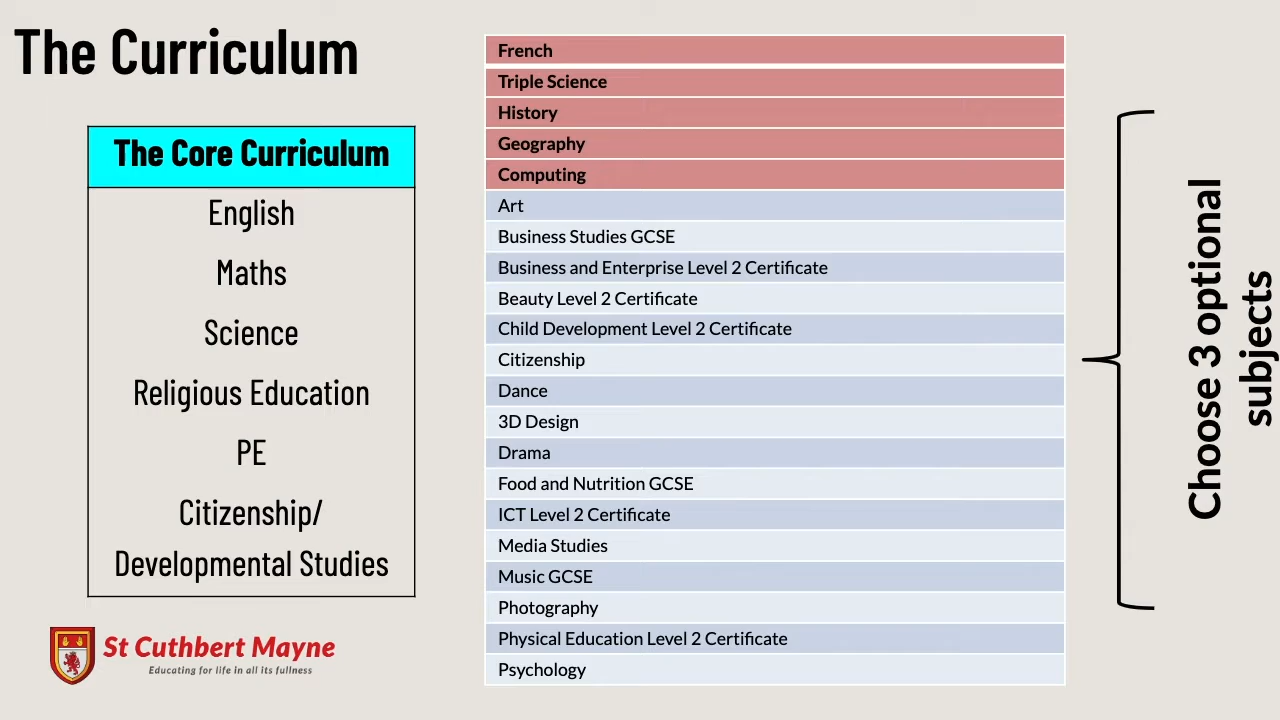 The Curriculum
The Core Curriculum
English
Maths
Science
Religious Education
PE
Citizenship/
Developmental Studies
St Cuthbert Mayne
Educating for life in all its fullness
French
Triple Science
History
Geography
Computing
Art
Business Studies GCSE
Business and Enterprise Level 2 Certificate
Beauty Level 2 Certificate
Child Development Level 2 Certificate
Citizenship
Dance
3D Design
Drama
Food and Nutrition GCSE
ICT Level 2 Certificate
Media Studies
Music GCSE
Photography
Physical Education Level 2 Certificate
Psychology
Choose 3 optional
subjects